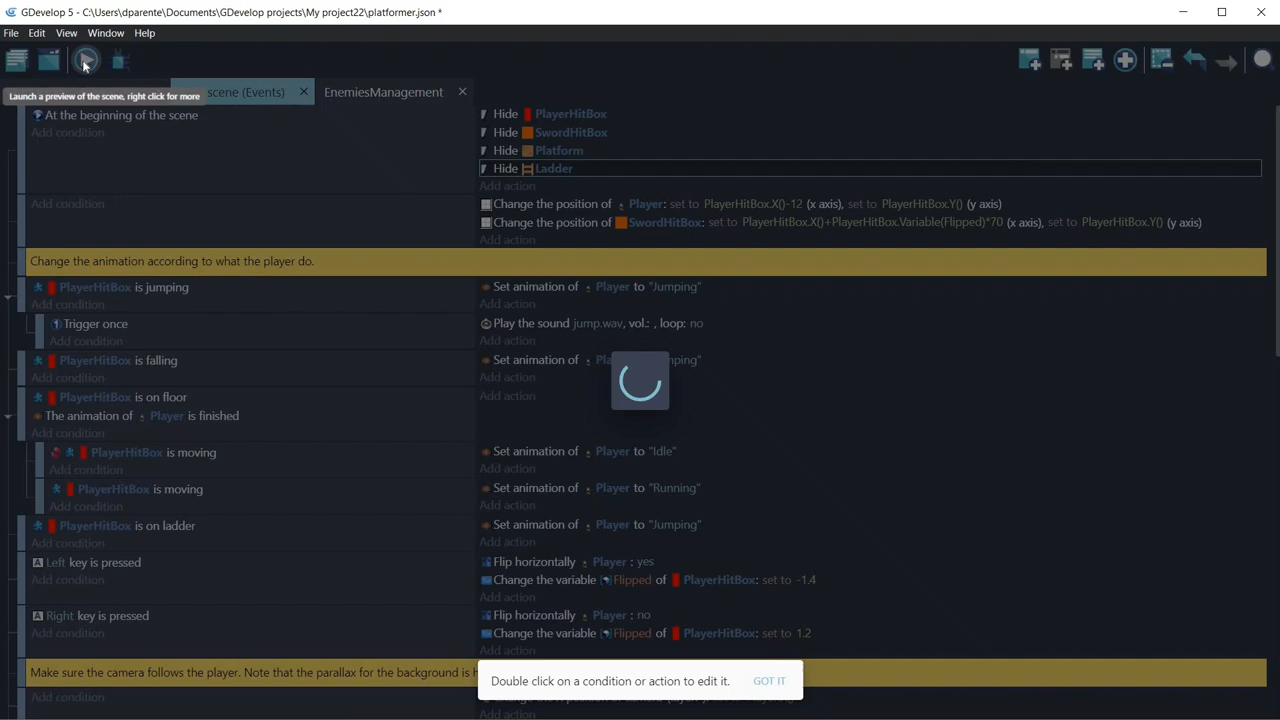 GDevelop 5 - C:\Users\dparente\Documents\GDevelop projects\My project22\platformer.json *
File Edit View Window Help
Launch a preview of the scene, right click for more
scene (Events)
EnemiesManagement
At the beginning of the scene
Add condition
Hide PlayerHitBox
Hide SwordHitBox
Hide Platform
Hide Ladder
Add action
Add condition
Change the position of Player: set to PlayerHitBox.X()-12 (x axis), set to PlayerHitBox.Y() (y axis)
Change the position of SwordHitBox: set to PlayerHitBox.X()+PlayerHitBox.Variable(Flipped)*70 (x axis), set to PlayerHitBox.Y() (y axis)
Add action
Change the animation according to what the player do.
PlayerHitBox is jumping
Add condition
Set animation of Player to "Jumping"
Add action
Trigger once
Add condition
Play the sound jump.wav, vol.: , loop: no
Add action
PlayerHitBox is falling
Add condition
Set animation of
Add action
PlayerHitBox is on floor
The animation of Player is finished
Add condition
Add action
PlayerHitBox is moving
Add condition
Set animation of Player to "Idle"
Add action
PlayerHitBox is moving
Add condition
Set animation of Player to "Running"
Add action
PlayerHitBox is on ladder
Add condition
Set animation of Player to "Jumping"
Add action
Left key is pressed
Add condition
Flip horizontally Player : yes
Change the variable Flipped of PlayerHitBox: set to -1.4
Add action
Right key is pressed
Add condition
Flip horizontally Player : no
Change the variable Flipped of PlayerHitBox: set to 1.2
Add action
Make sure the camera follows the player. Note that the parallax for the background is
Add condition
Double click on a condition or action to edit it.
GOT IT